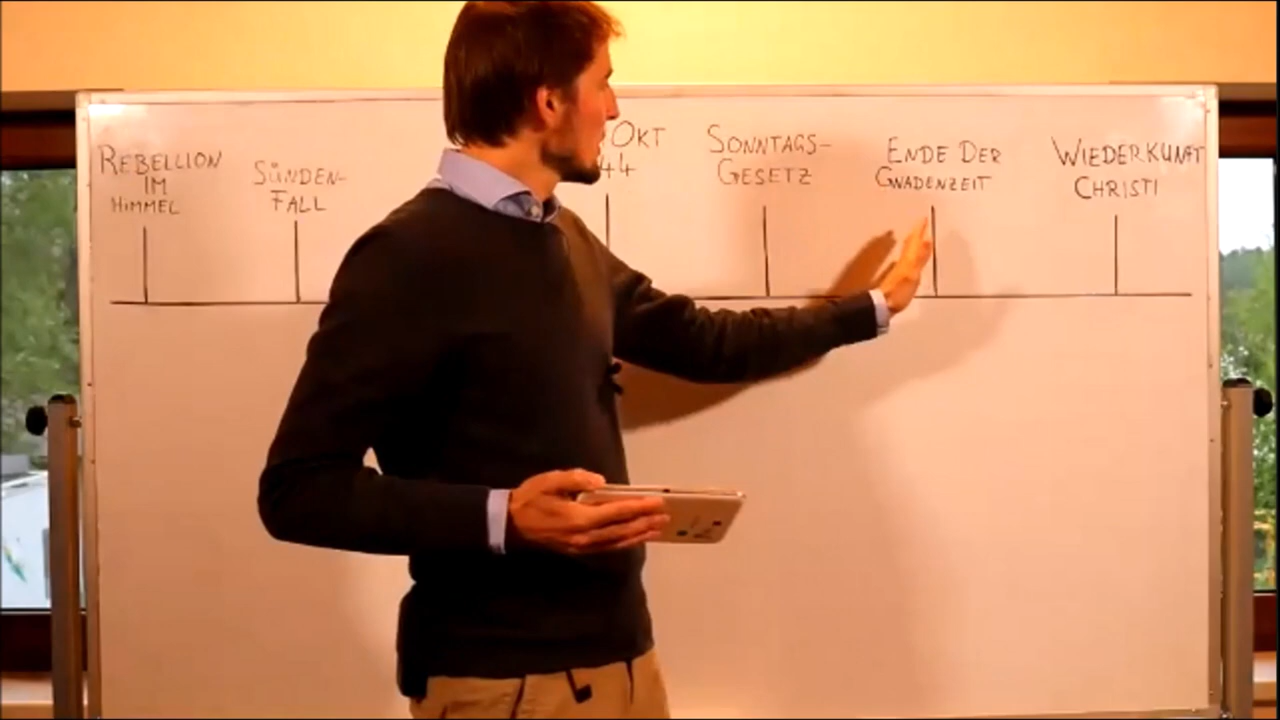 REBELLION
IM
HIMMEL
SÜNDEN-
FALL
OKT
44
SONNTAGS-
GESETZ
ENDE DER
GNADENZEIT
WIEDERKUNFT
CHRISTI